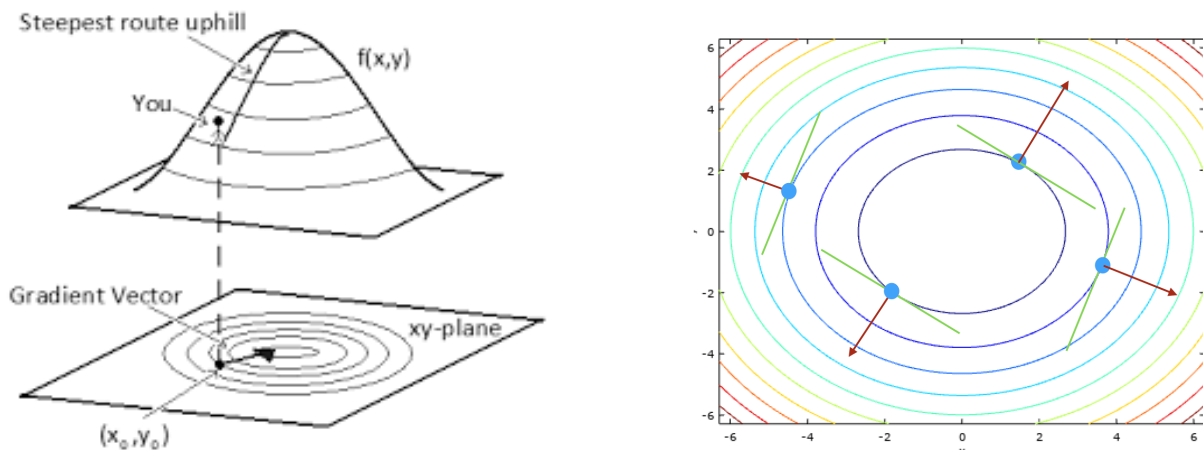 Steepest route uphill
f(x,y)
You
Gradient Vector
xy-plane
(x₀,y₀)
6
4
2
0
-2
-4
-6
-6
-4
-2
0
2
4
6